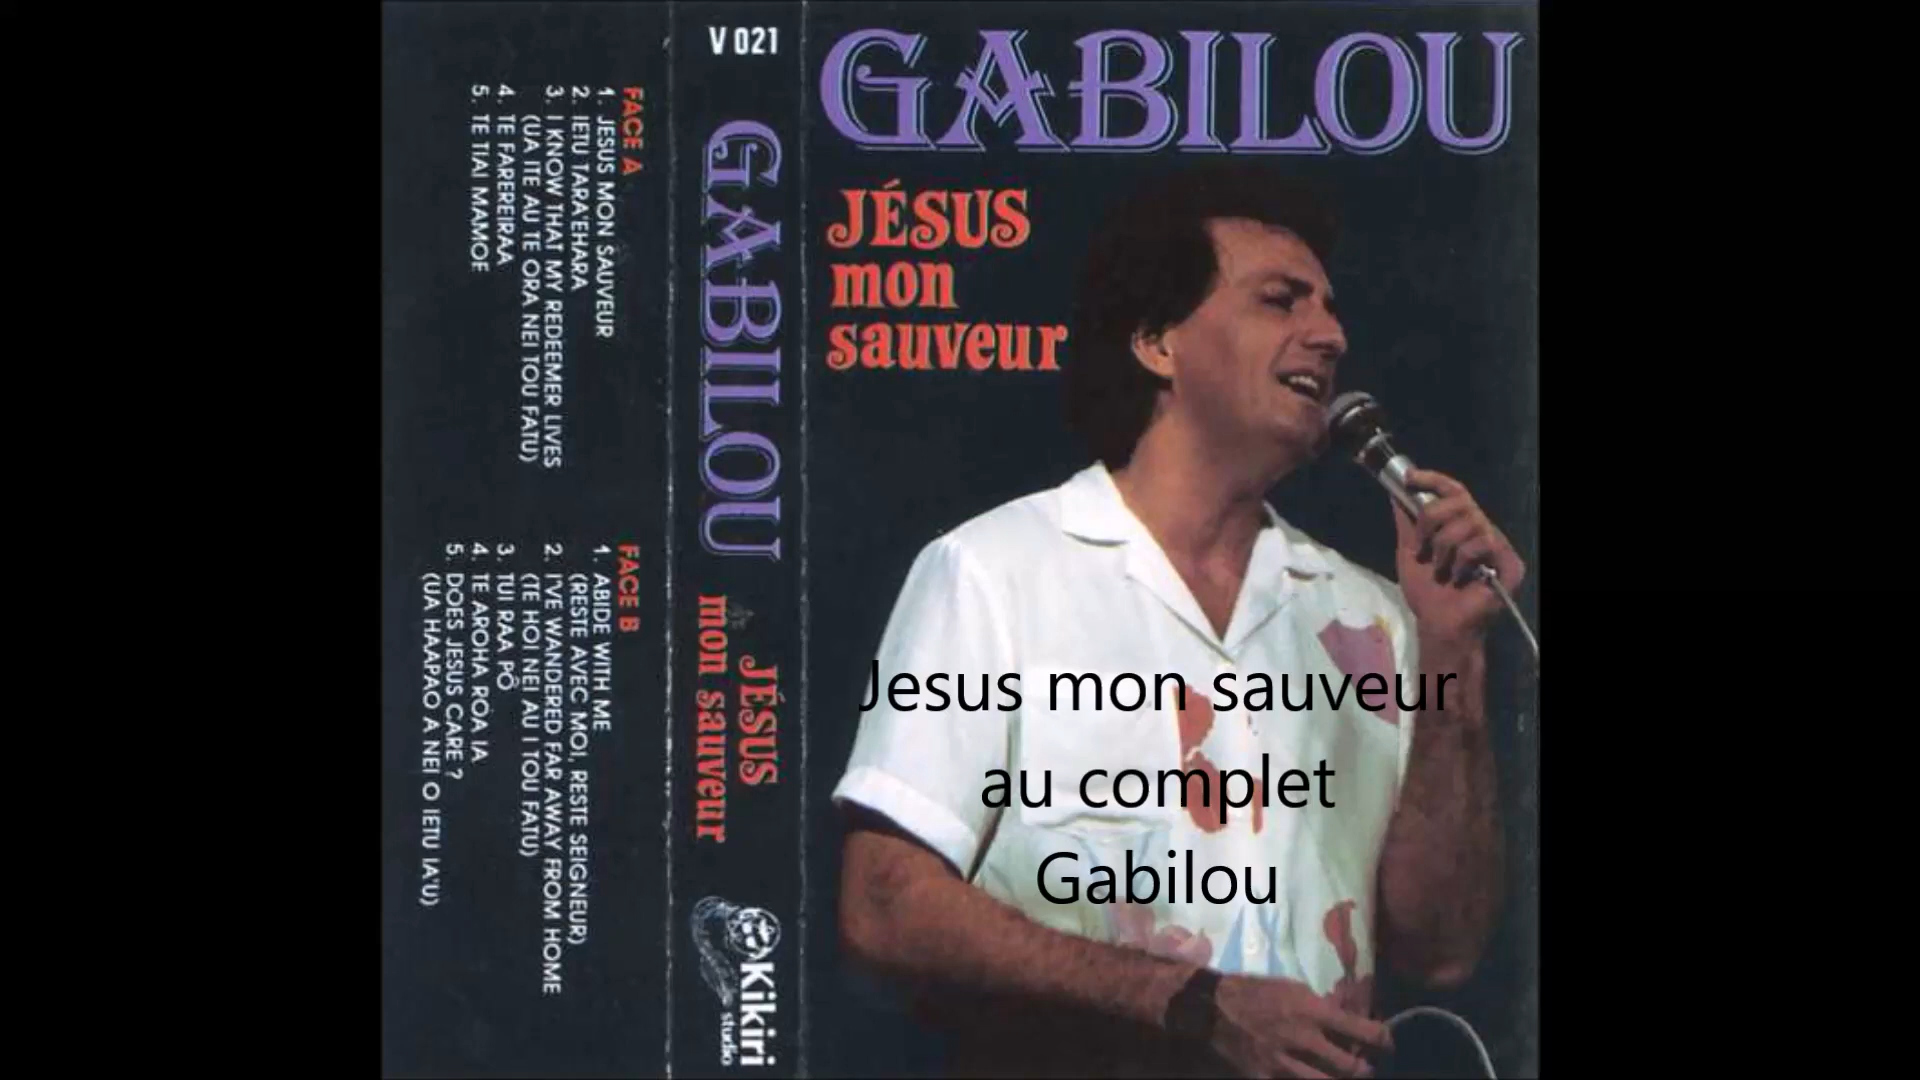 FACE A
1. JESUS MON SAUVEUR
2. IETU TARA'EHARA
3. I KNOW THAT MY REDEEMER LIVES
(UA ITE AU TE ORA NEI TOU FATU)
4. TE FAREREIRAA
5. TE TIAI MAMOE
FACE B
1. ABIDE WITH ME
(RESTE AVEC MOI, RESTE SEIGNEUR)
2. I'VE WANDERED FAR AWAY FROM HOME
(TE HOI NEI AU I TOU FATU)
3. TUI RAA PÔ
4. TE AROHA ROA IA
5. DOES JESUS CARE ?
(UA HAAPAO A NEI O IETU IA'U)
V 021
GABILOU
JÉSUS
mon sauveur
Kikiri
studio
GABILOU
JÉSUS
mon
sauveur
Jesus mon sauveur
au complet
Gabilou